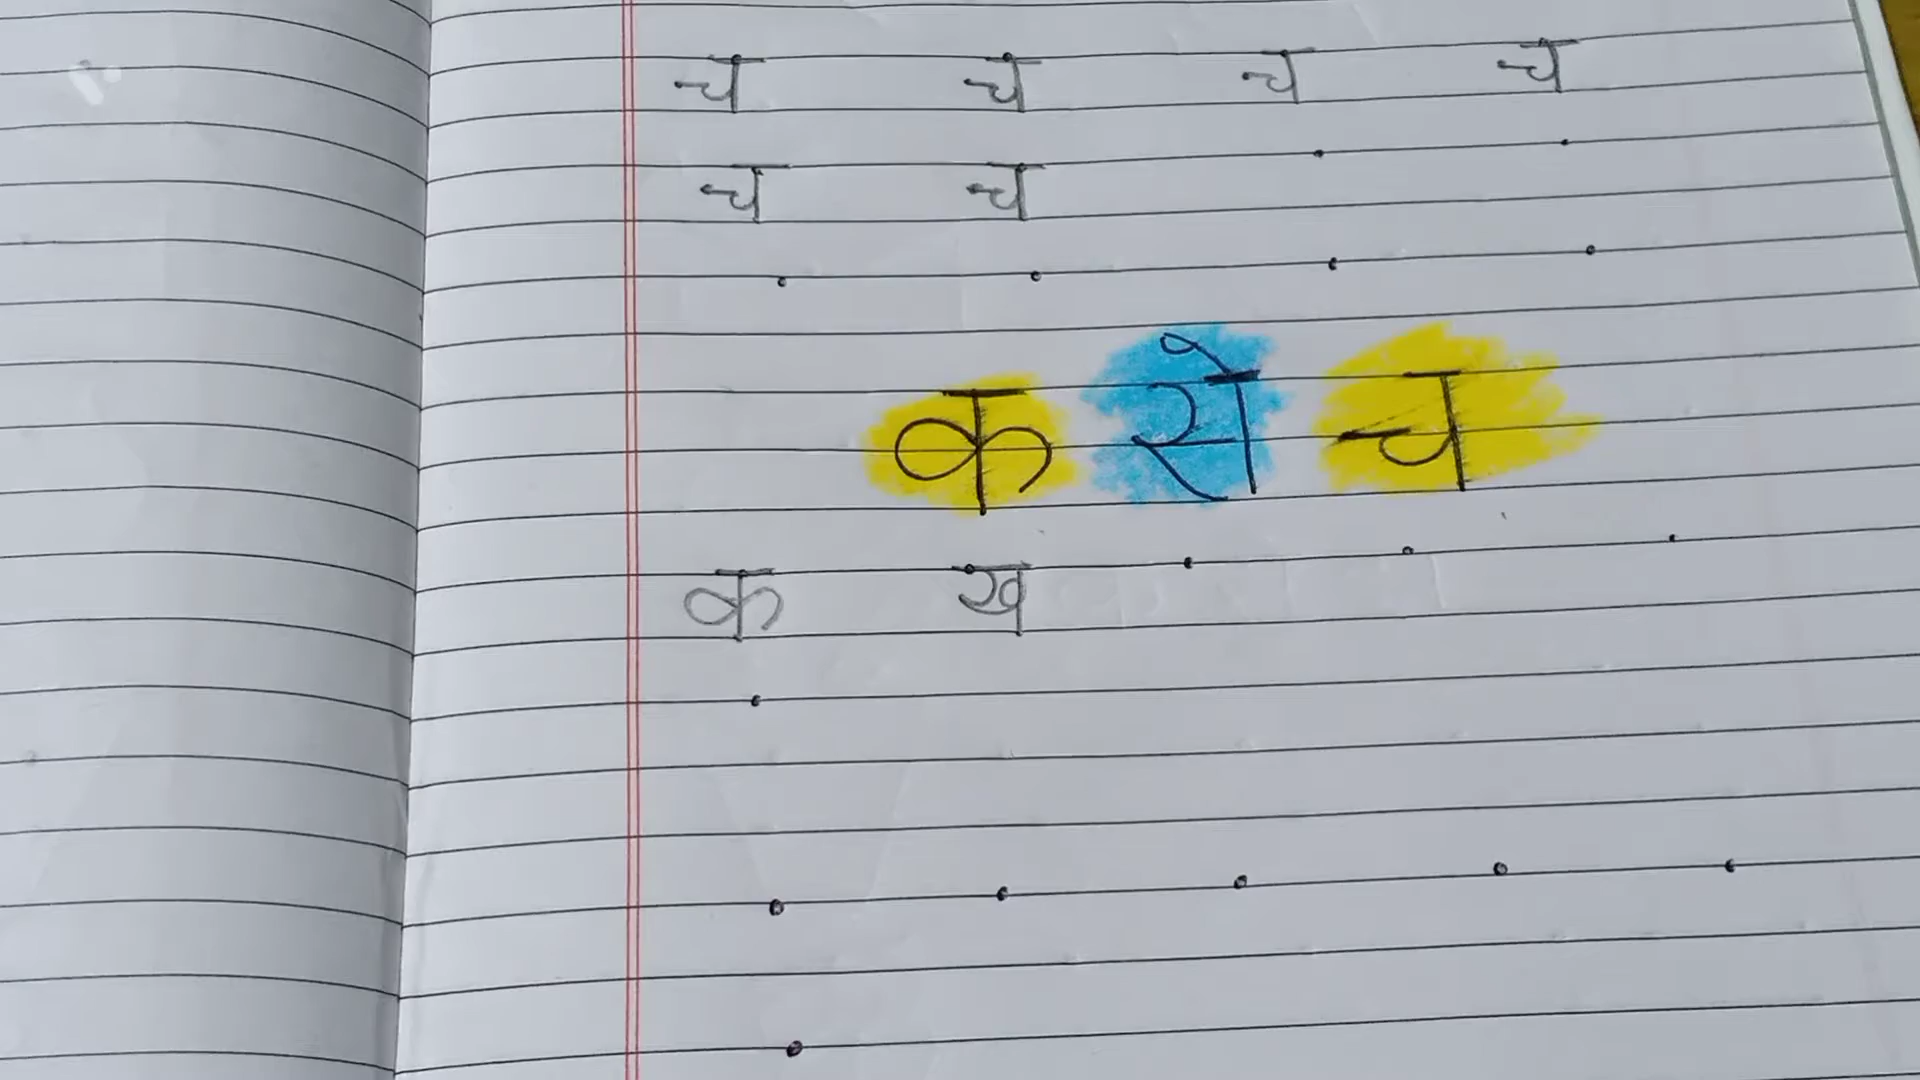 च च च च
च च
क से च
क ख